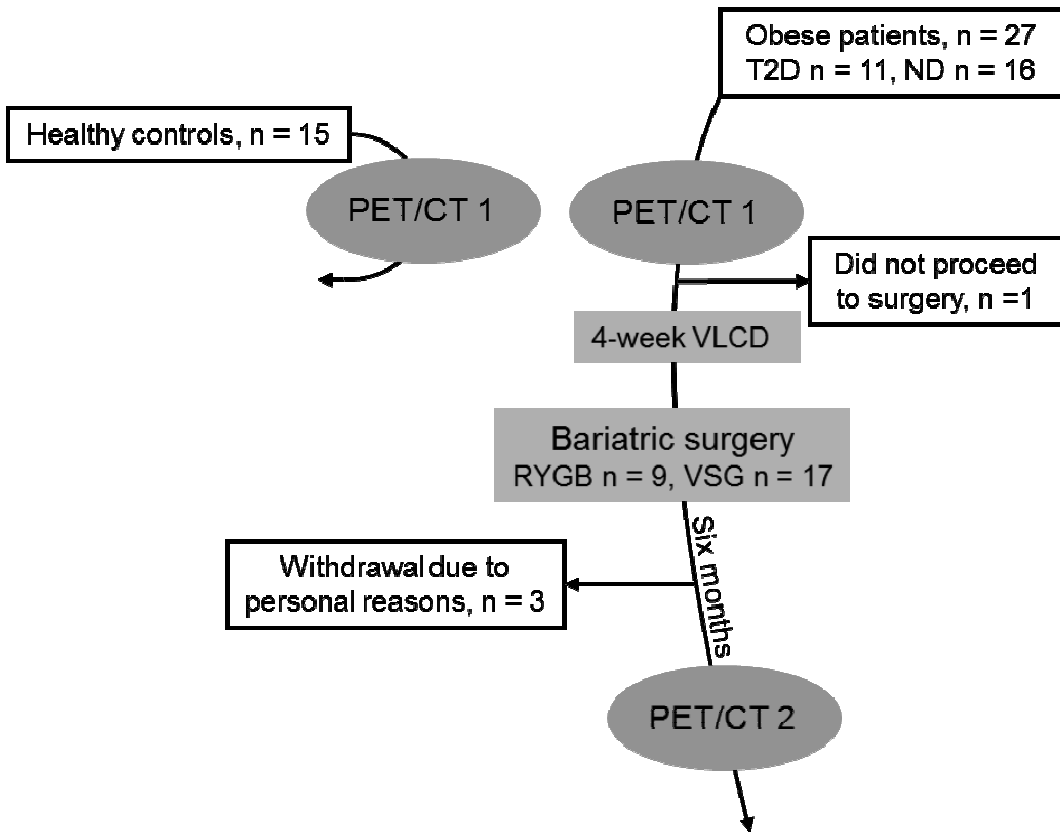 Obese patients, n = 27
T2D n = 11, ND n = 16
Healthy controls, n = 15
PET/CT 1
PET/CT 1
Did not proceed
to surgery, n =1
4-week VLCD
Bariatric surgery
RYGB n = 9, VSG n = 17
Six months
Withdrawal due to
personal reasons, n = 3
PET/CT 2